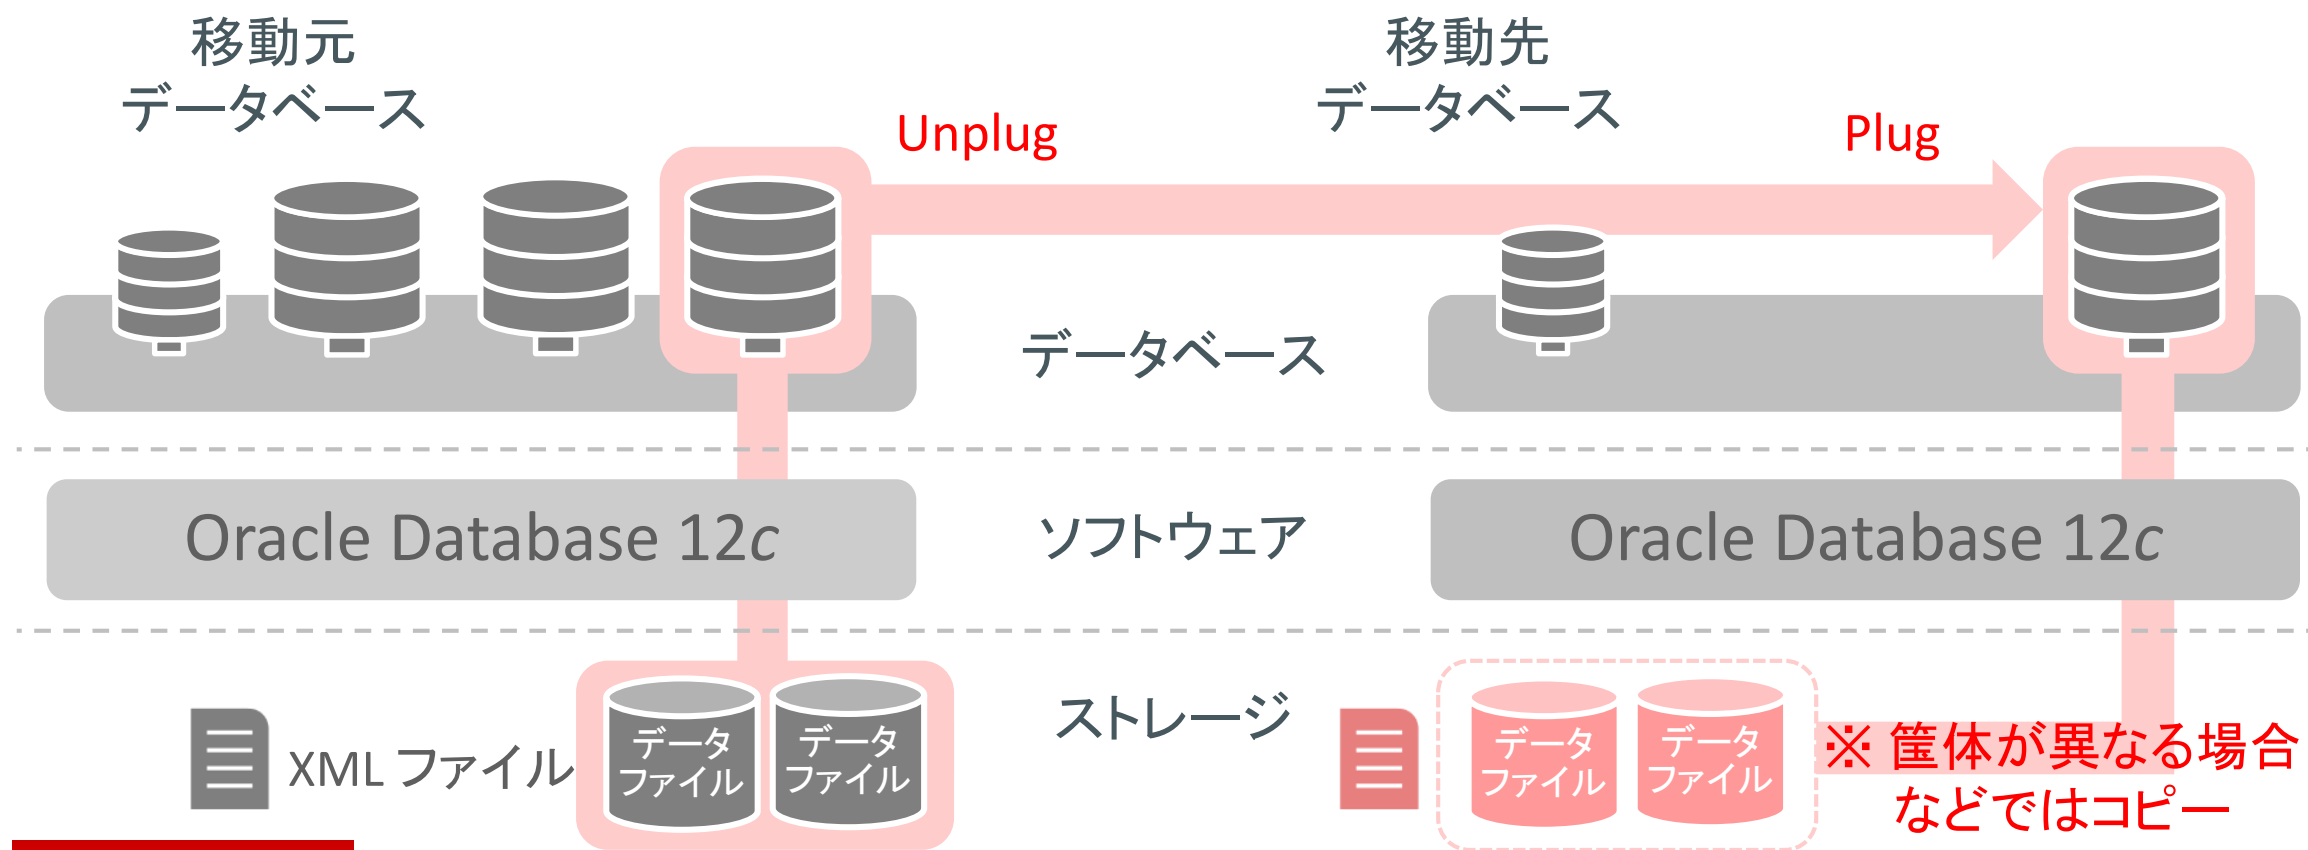 移動元
データベース
移動先
データベース
Unplug
Plug
データベース
Oracle Database 12c
ソフトウェア
Oracle Database 12c
ストレージ
XML ファイル
データ
ファイル
データ
ファイル
データ
ファイル
データ
ファイル
※ 筐体が異なる場合
などではコピー